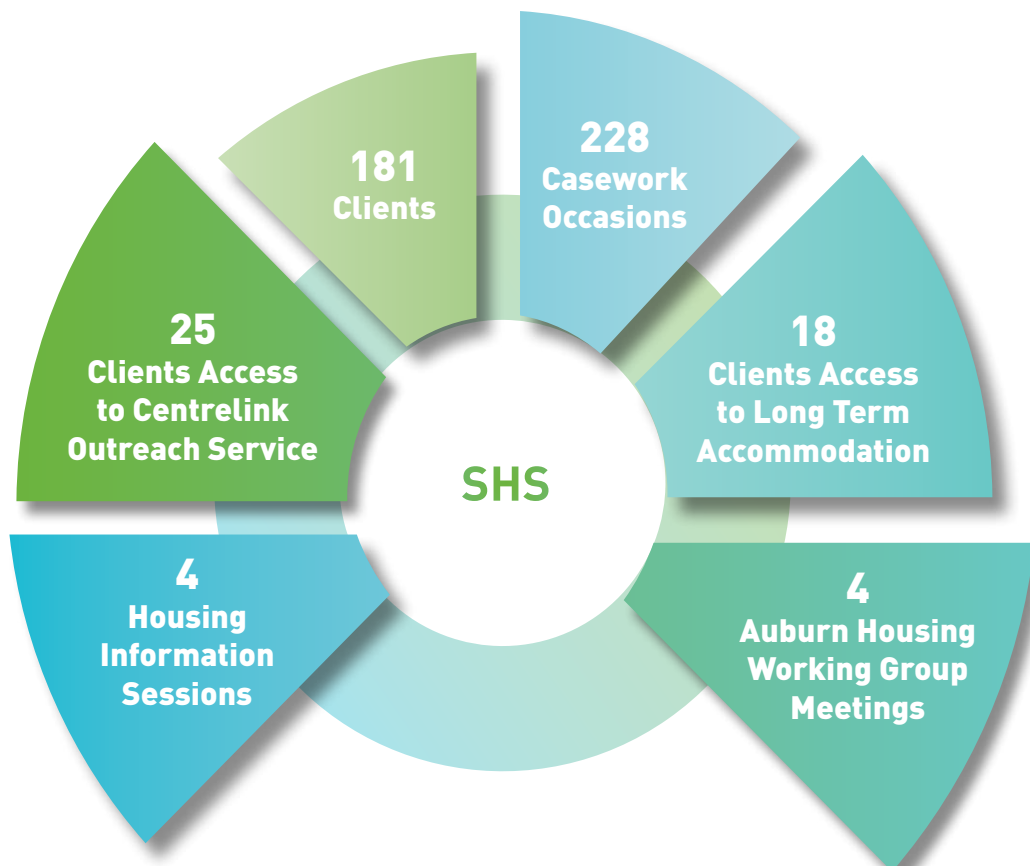 181
Clients
228
Casework
Occasions
25
Clients Access
to Centrelink
Outreach Service
18
Clients Access
to Long Term
Accommodation
SHS
4
Housing
Information
Sessions
4
Auburn Housing
Working Group
Meetings